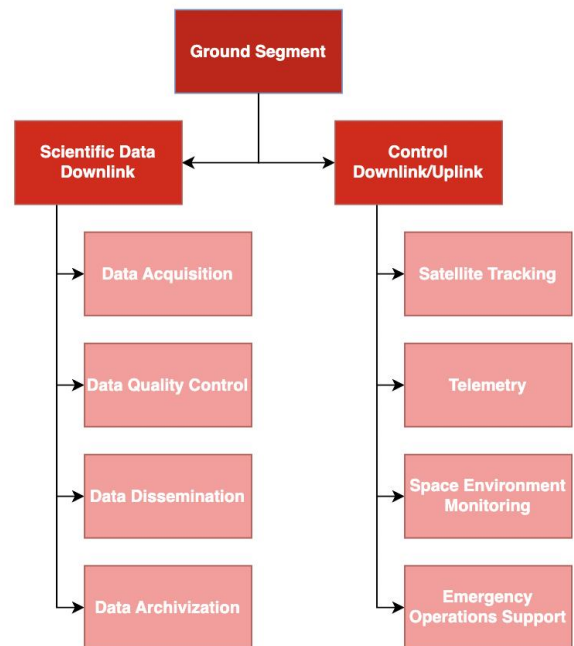 Ground Segment
Scientific Data
Downlink
Control
Downlink/Uplink
Data Acquisition
Data Quality Control
Data Dissemination
Data Archivization
Satellite Tracking
Telemetry
Space Environment
Monitoring
Emergency
Operations Support